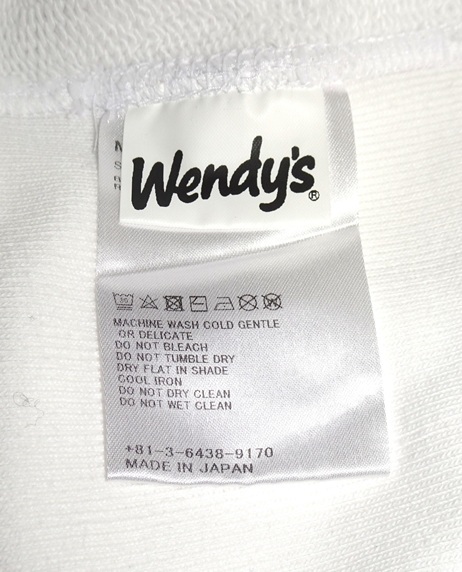 Wendy's®
30
MACHINE WASH COLD GENTLE
OR DELICATE
DO NOT BLEACH
DO NOT TUMBLE DRY
DRY FLAT IN SHADE
COOL IRON
DO NOT DRY CLEAN
DO NOT WET CLEAN
+81-3-6438-9170
MADE IN JAPAN